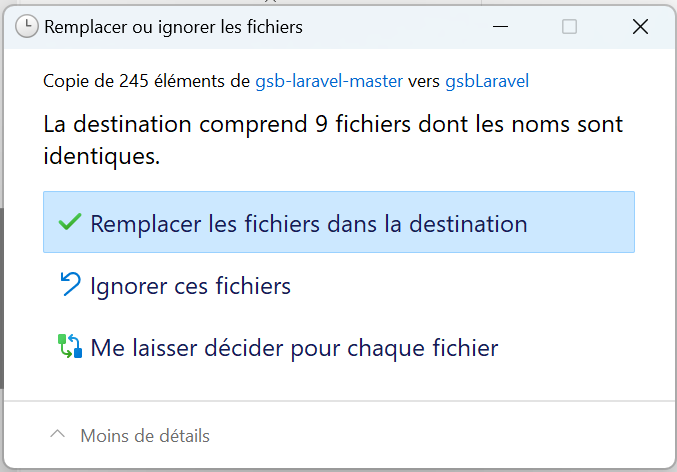 Remplacer ou ignorer les fichiers
Copie de 245 éléments de gsb-laravel-master vers gsbLaravel
La destination comprend 9 fichiers dont les noms sont
identiques.
Remplacer les fichiers dans la destination
Ignorer ces fichiers
Me laisser décider pour chaque fichier
Moins de détails